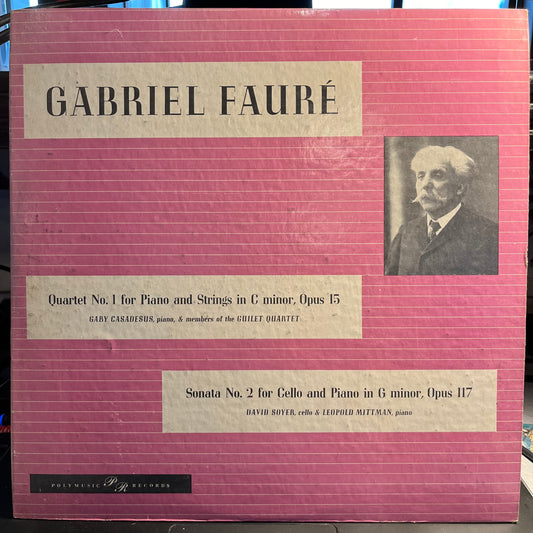 GABRIEL FAURÉ
Quartet No. 1 for Piano and Strings in C minor, Opus 15
GABY CASADESUS, piano, & members of the GUILET QUARTET
Sonata No. 2 for Cello and Piano in G minor, Opus 117
DAVID SOYER, cello & LEOPOLD MITTMAN, piano
POLYMUSIC PR RECORDS